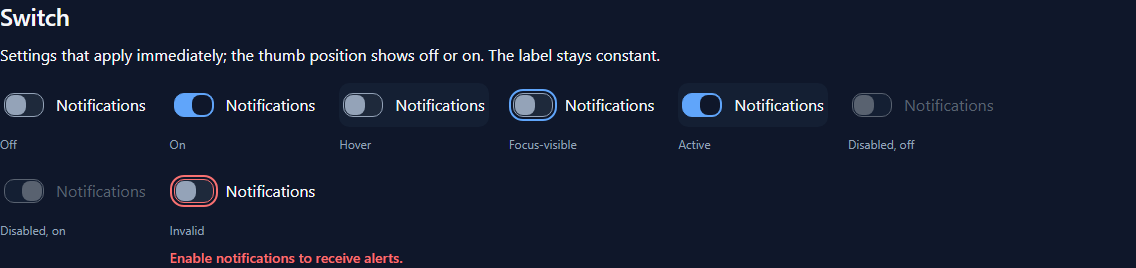 Switch
Settings that apply immediately; the thumb position shows off or on. The label stays constant.
Notifications Notifications Notifications Notifications Notifications Notifications
Off On Hover Focus-visible Active Disabled, off
Notifications Notifications
Disabled, on Invalid
Enable notifications to receive alerts.